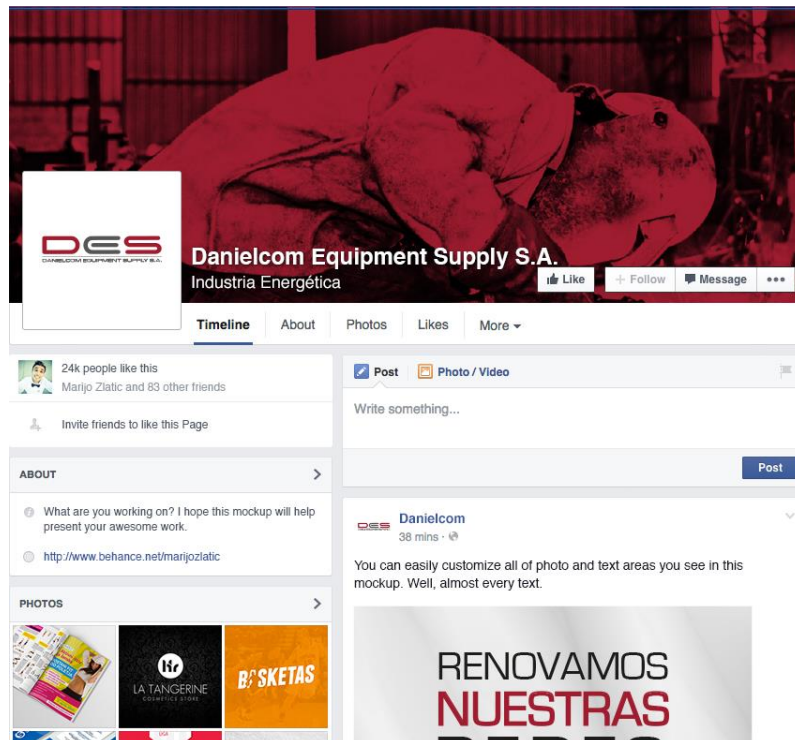 DES
DANIELCOM EQUIPMENT SUPPLY S.A.
Danielcom Equipment Supply S.A.
Industria Energética
Like
Follow
Message
Timeline
About
Photos
Likes
More
24k people like this
Marijo Zlatic and 83 other friends
Invite friends to like this Page
ABOUT
What are you working on? I hope this mockup will help
present your awesome work.
http://www.behance.net/marijozlatic
PHOTOS
LA TANGERINE
COSMETICS STORE
BASKETAS
Post
Photo / Video
Write something...
Post
DES
Danielcom
38 mins ·
You can easily customize all of photo and text areas you see in this
mockup. Well, almost every text.
RENOVAMOS
NUESTRAS